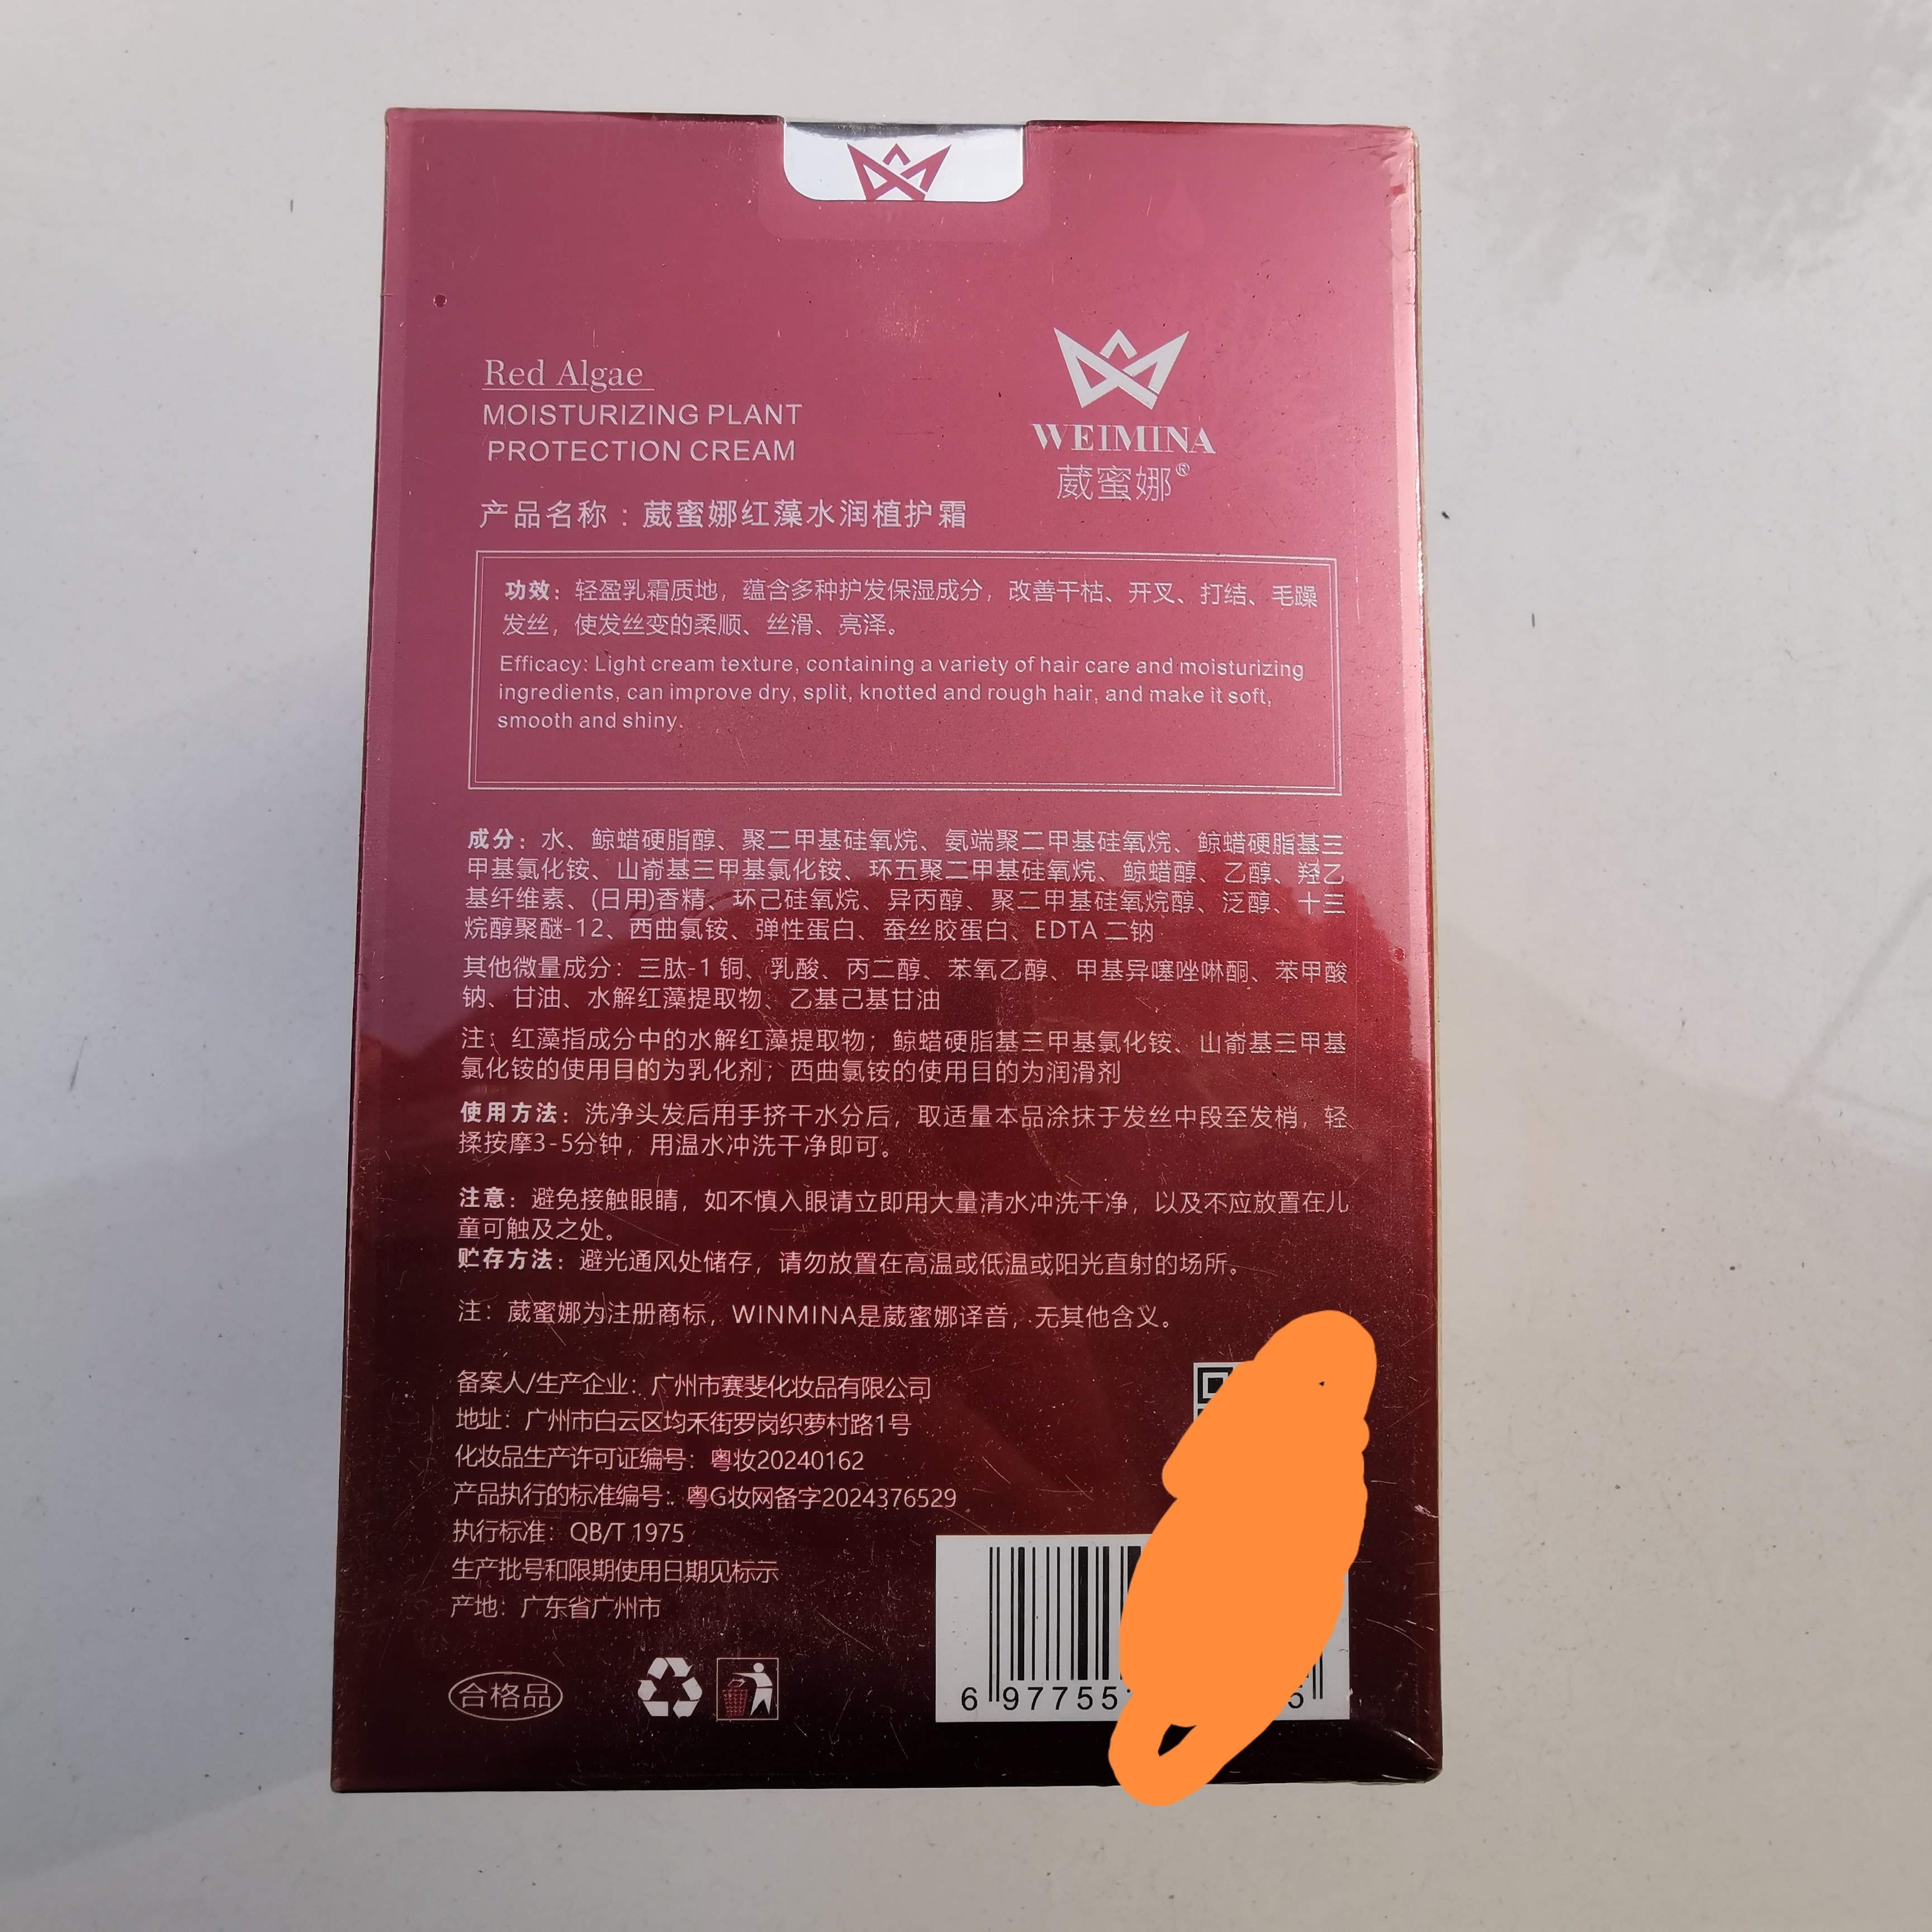 Red Algae
MOISTURIZING PLANT
PROTECTION CREAM
WEIMINA
葳蜜娜®
产品名称：葳蜜娜红藻水润植护霜
功效：轻盈乳霜质地，蕴含多种护发保湿成分，改善干枯、开叉、打结、毛躁
发丝，使发丝变的柔顺、丝滑、亮泽。
Efficacy: Light cream texture, containing a variety of hair care and moisturizing
ingredients, can improve dry, split, knotted and rough hair, and make it soft,
smooth and shiny.
成分：水、鲸蜡硬脂醇、聚二甲基硅氧烷、氨端聚二甲基硅氧烷、鲸蜡硬脂基三
甲基氯化铵、山嵛基三甲基氯化铵、环五聚二甲基硅氧烷、鲸蜡醇、乙醇、羟乙
基纤维素、(日用)香精、环己硅氧烷、异丙醇、聚二甲基硅氧烷醇、泛醇、十三
烷醇聚醚-12、西曲氯铵、弹性蛋白、蚕丝胶蛋白、EDTA 二钠
其他微量成分：三肽-1 铜、乳酸、丙二醇、苯氧乙醇、甲基异噻唑啉酮、苯甲酸
钠、甘油、水解红藻提取物、乙基己基甘油
注：红藻指成分中的水解红藻提取物；鲸蜡硬脂基三甲基氯化铵、山嵛基三甲基
氯化铵的使用目的为乳化剂；西曲氯铵的使用目的为润滑剂
使用方法：洗净头发后用手挤干水分后，取适量本品涂抹于发丝中段至发梢，轻
揉按摩3-5分钟，用温水冲洗干净即可。
注意：避免接触眼睛，如不慎入眼请立即用大量清水冲洗干净，以及不应放置在儿
童可触及之处。
贮存方法：避光通风处储存，请勿放置在高温或低温或阳光直射的场所。
注：葳蜜娜为注册商标，WINMINA是葳蜜娜译音，无其他含义。
备案人/生产企业：广州市赛斐化妆品有限公司
地址：广州市白云区均禾街罗岗织萝村路1号
化妆品生产许可证编号：粤妆20240162
产品执行的标准编号：粤G妆网备字2024376529
执行标准：QB/T 1975
生产批号和限期使用日期见标示
产地：广东省广州市
合格品
6 97755 5